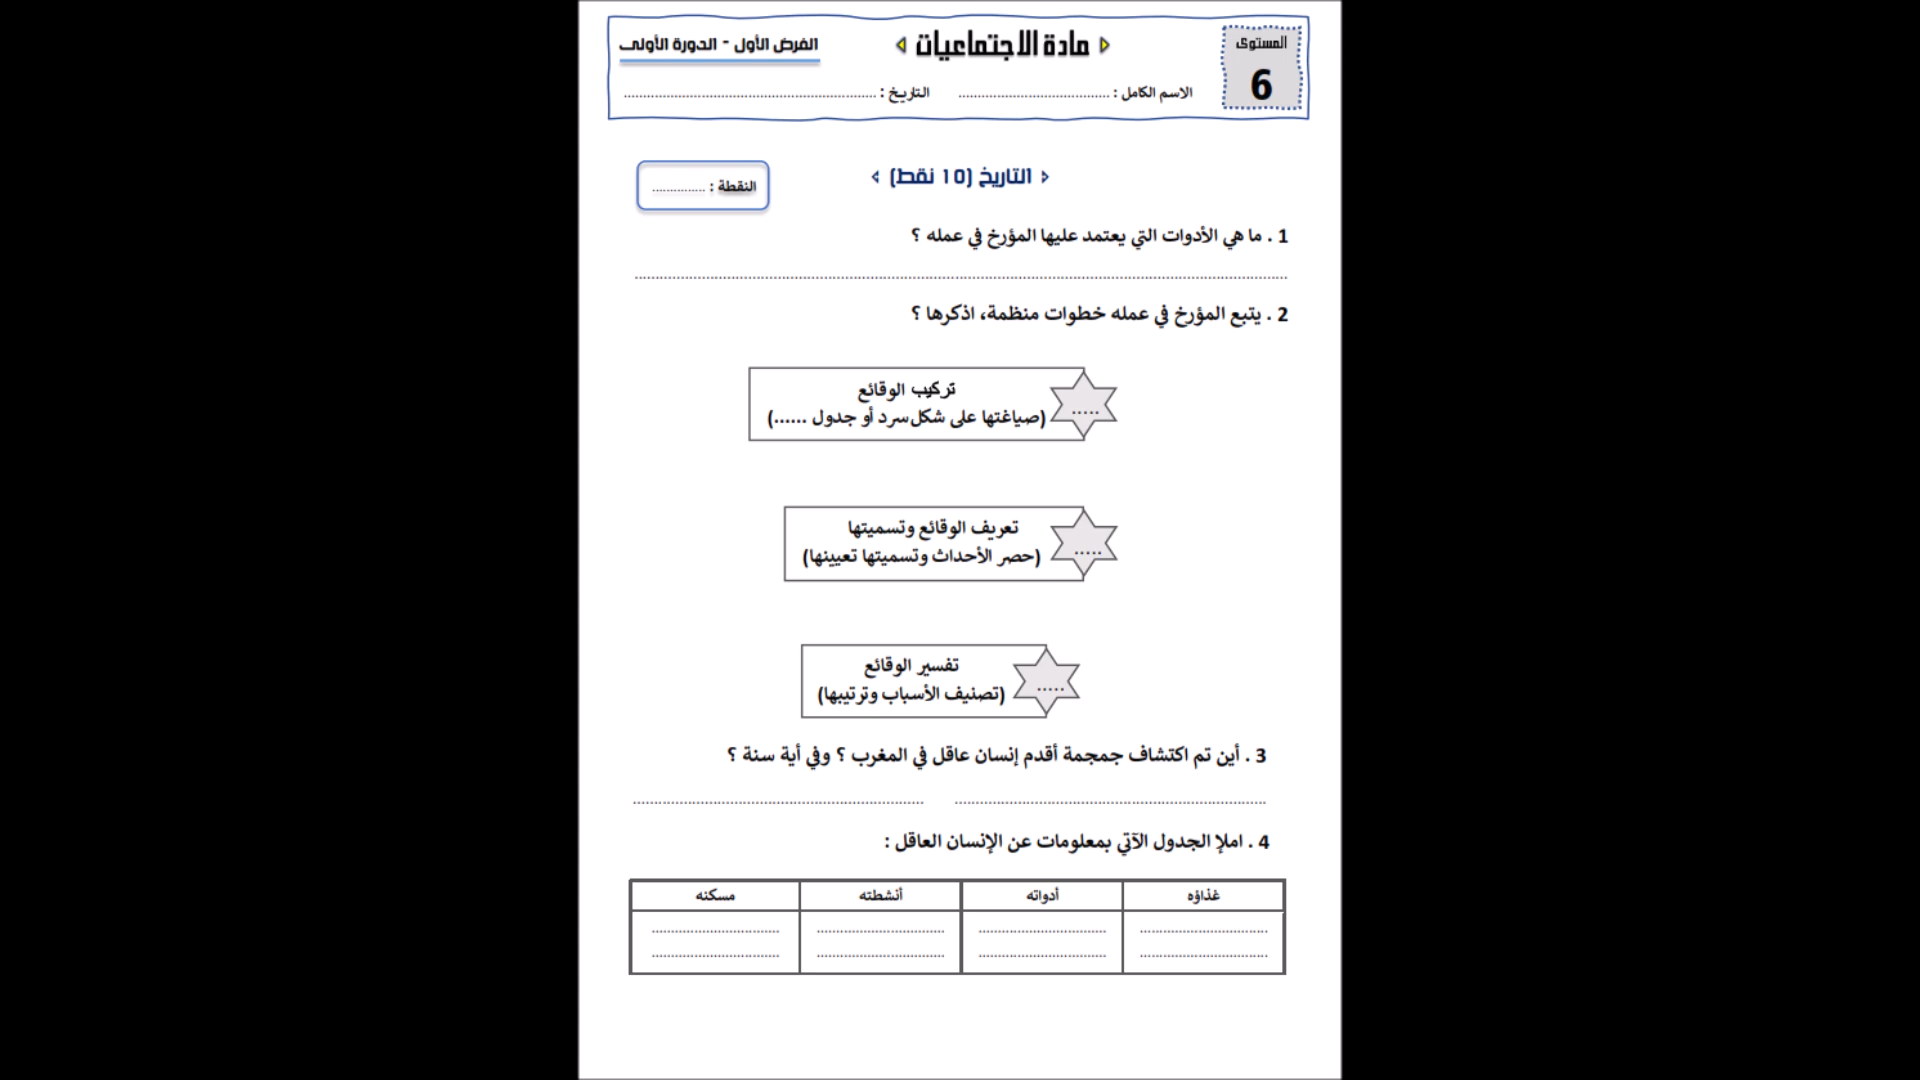 المستوى
6
مادة الاجتماعيات
الفرض الأول - الدورة الأولى
الاسم الكامل : ...................................... التاريخ : ...............................................................
التاريخ (10 نقط)
النقطة : ..............
1 . ما هي الأدوات التي يعتمد عليها المؤرخ في عمله ؟
2 . يتبع المؤرخ في عمله خطوات منظمة، اذكرها ؟
..... تركيب الوقائع
(صياغتها على شكل سرد أو جدول ......)
..... تعريف الوقائع وتسميتها
(حصر الأحداث وتسميتها تعيينها)
..... تفسير الوقائع
(تصنيف الأسباب وترتيبها)
3 . أين تم اكتشاف جمجمة أقدم إنسان عاقل في المغرب ؟ وفي أية سنة ؟
4 . املإ الجدول الآتي بمعلومات عن الإنسان العاقل :
غذاؤه أدواته أنشطته مسكنه